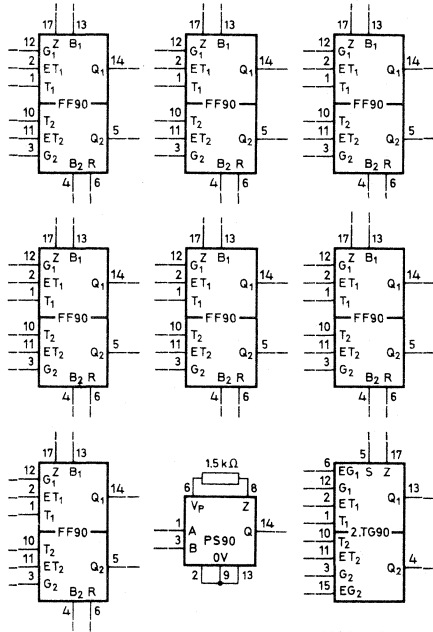 17 13 17 13 17 13
12 Z B1 12 Z B1 12 Z B1
G1 G1 G1
2 ET1 Q1 14 2 ET1 Q1 14 2 ET1 Q1 14
1 T1 1 T1 1 T1
FF90 FF90 FF90
10 T2 10 T2 10 T2
11 ET2 Q2 5 11 ET2 Q2 5 11 ET2 Q2 5
3 G2 3 G2 3 G2
B2 R B2 R B2 R
4 6 4 6 4 6
17 13 17 13 17 13
12 Z B1 12 Z B1 12 Z B1
G1 G1 G1
2 ET1 Q1 14 2 ET1 Q1 14 2 ET1 Q1 14
1 T1 1 T1 1 T1
FF90 FF90 FF90
10 T2 10 T2 10 T2
11 ET2 Q2 5 11 ET2 Q2 5 11 ET2 Q2 5
3 G2 3 G2 3 G2
B2 R B2 R B2 R
4 6 4 6 4 6
17 13 1.5 kΩ 5 17
12 Z B1 6 8 6 EG1 S Z
G1 VP Z 12 G1
2 ET1 Q1 14 2 ET1 Q1 13
1 T1 1 A Q 14 1 T1
FF90 PS90 2.TG90
10 T2 3 B 10 T2
11 ET2 Q2 5 0V 11 ET2 Q2 4
3 G2 2 9 13 3 G2
B2 R 15 EG2
4 6